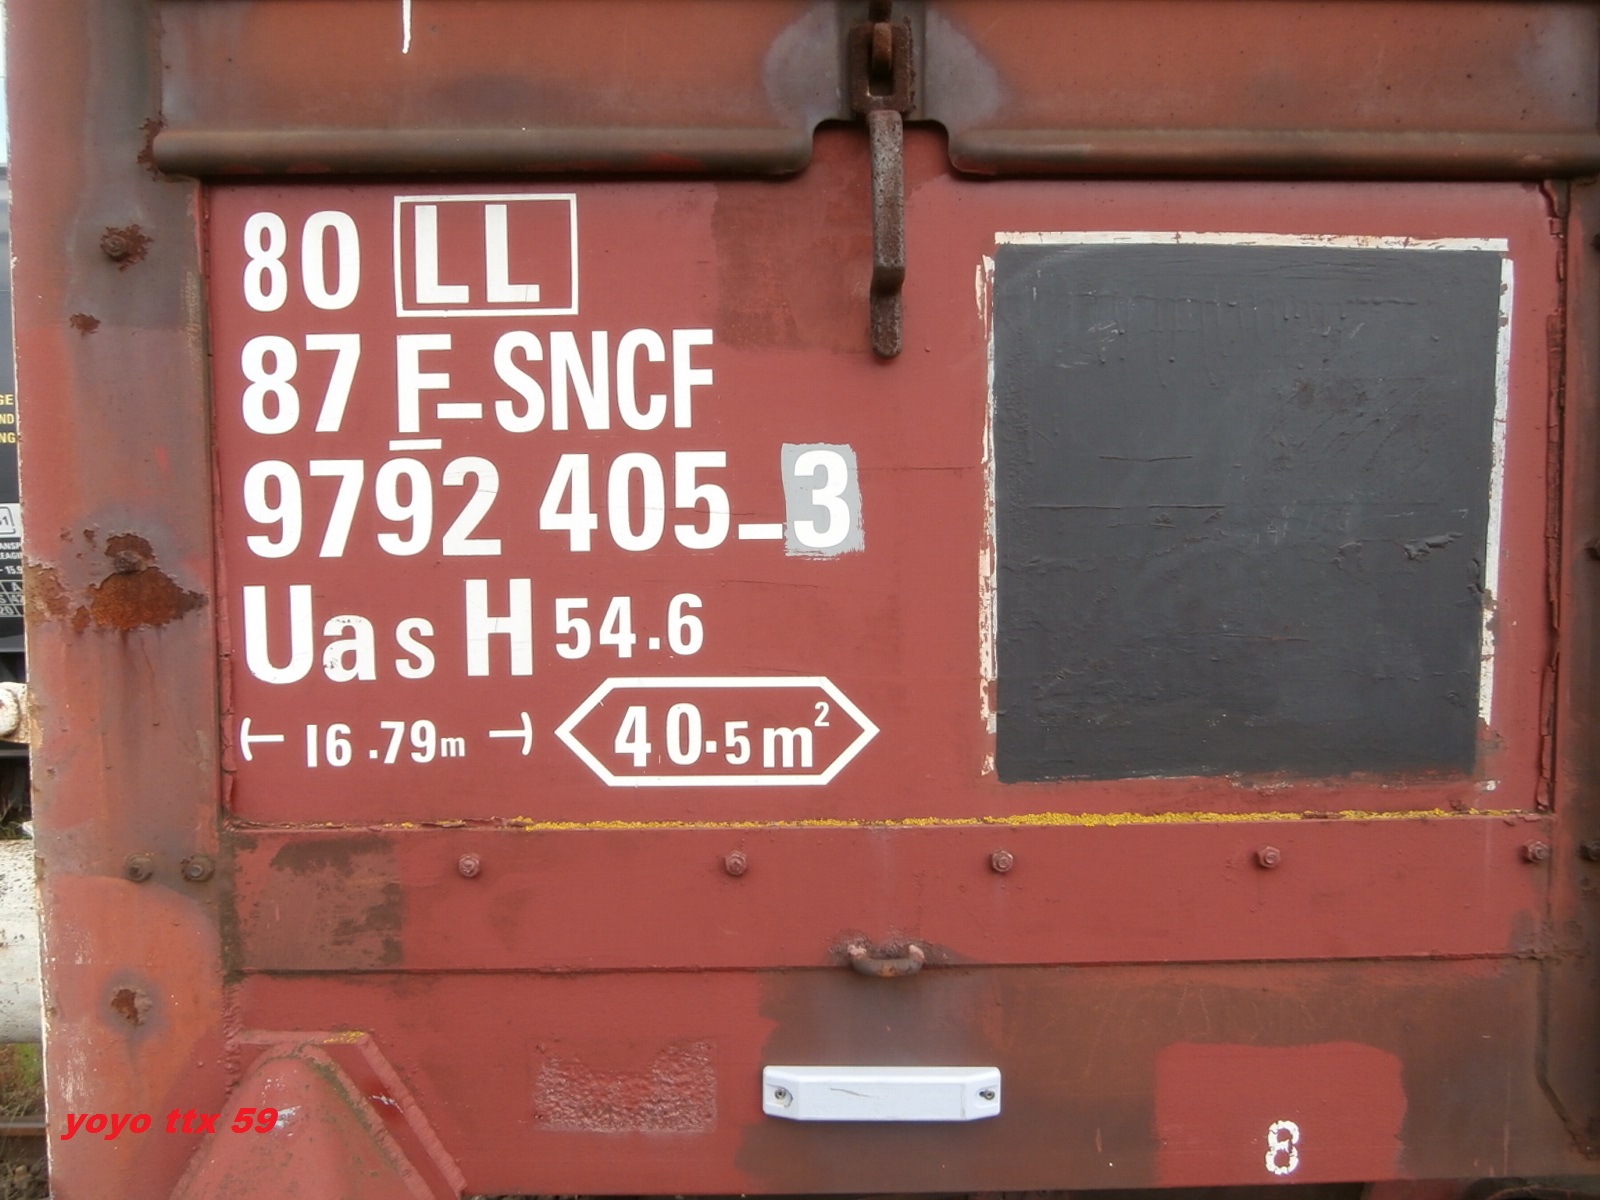 80 LL
87 F-SNCF
9792 405-3
Uas H 54.6
16.79m
40.5m²
8
yoyo ttx 59